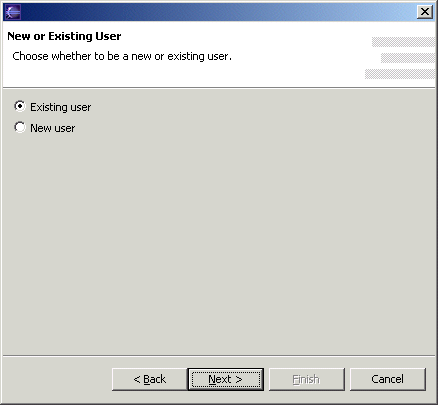 New or Existing User
Choose whether to be a new or existing user.
Existing user
New user
< Back
Next >
Finish
Cancel